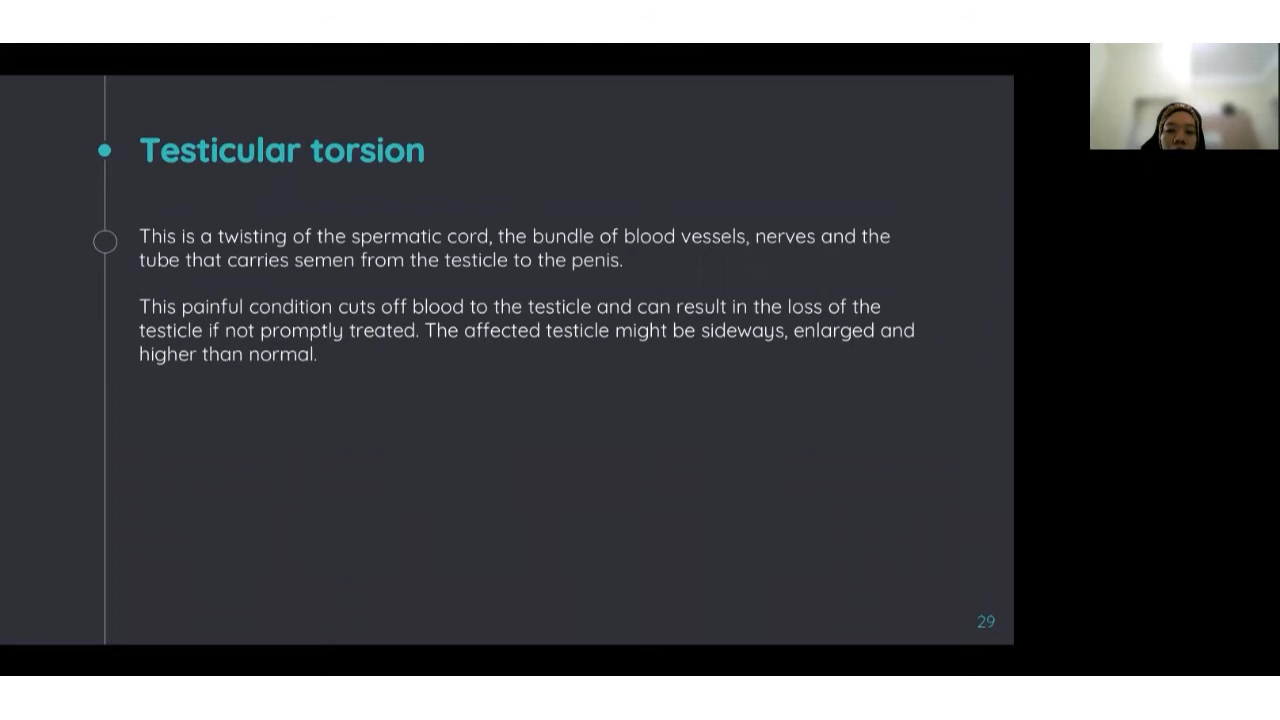 Testicular torsion
This is a twisting of the spermatic cord, the bundle of blood vessels, nerves and the
tube that carries semen from the testicle to the penis.
This painful condition cuts off blood to the testicle and can result in the loss of the
testicle if not promptly treated. The affected testicle might be sideways, enlarged and
higher than normal.
29